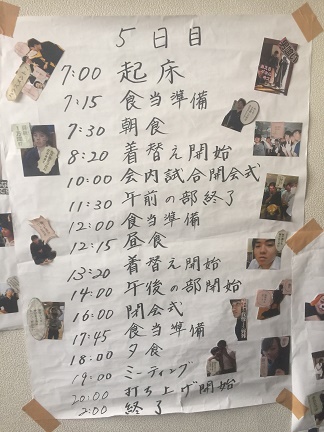 5日目
7:00 起床
7:15 食当準備
7:30 朝食
8:20 着替え開始
10:00 会内試合開会式
11:30 午前の部終了
12:00 食当準備
12:15 昼食
13:20 着替え開始
14:00 午後の部開始
16:00 閉会式
17:45 食当準備
18:00 夕食
19:00 ミーティング
20:00 打ち上げ開始
2:00 終了